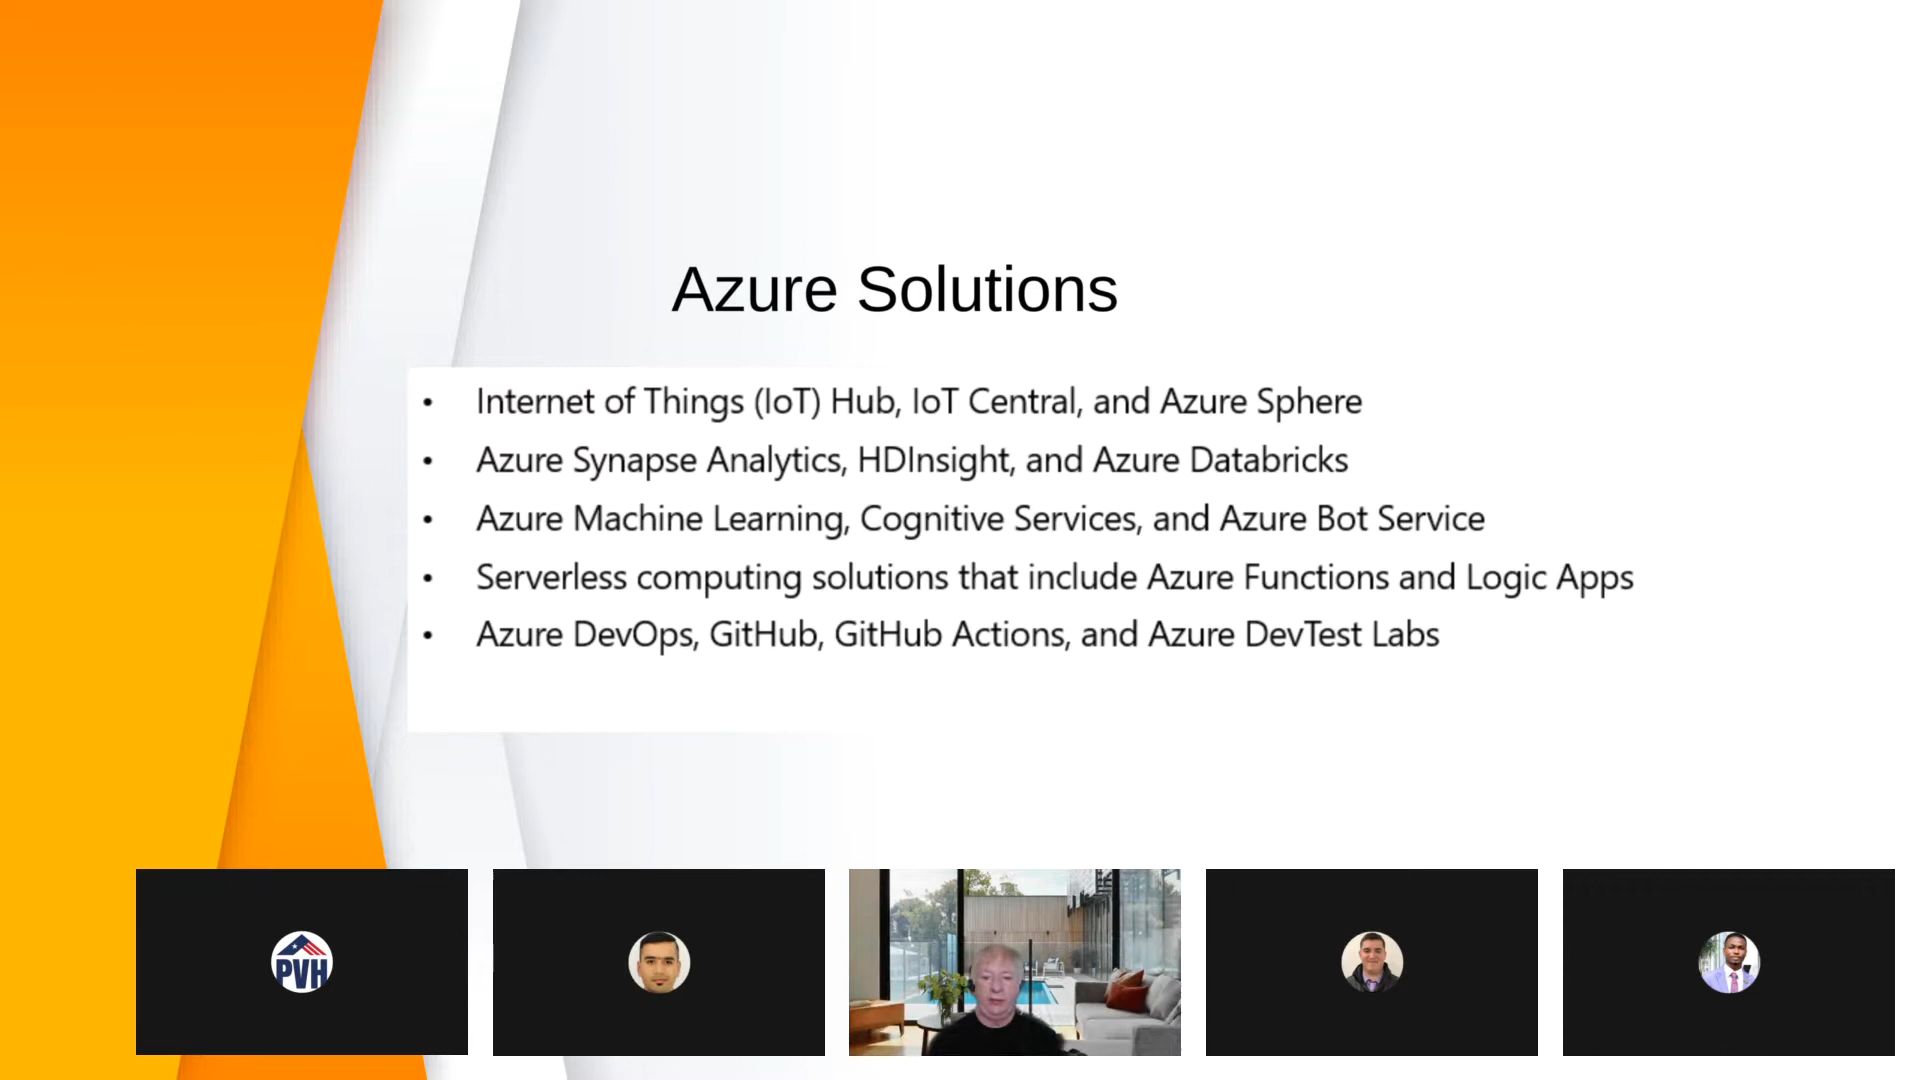 Azure Solutions
• Internet of Things (IoT) Hub, IoT Central, and Azure Sphere
• Azure Synapse Analytics, HDInsight, and Azure Databricks
• Azure Machine Learning, Cognitive Services, and Azure Bot Service
• Serverless computing solutions that include Azure Functions and Logic Apps
• Azure DevOps, GitHub, GitHub Actions, and Azure DevTest Labs
PVH